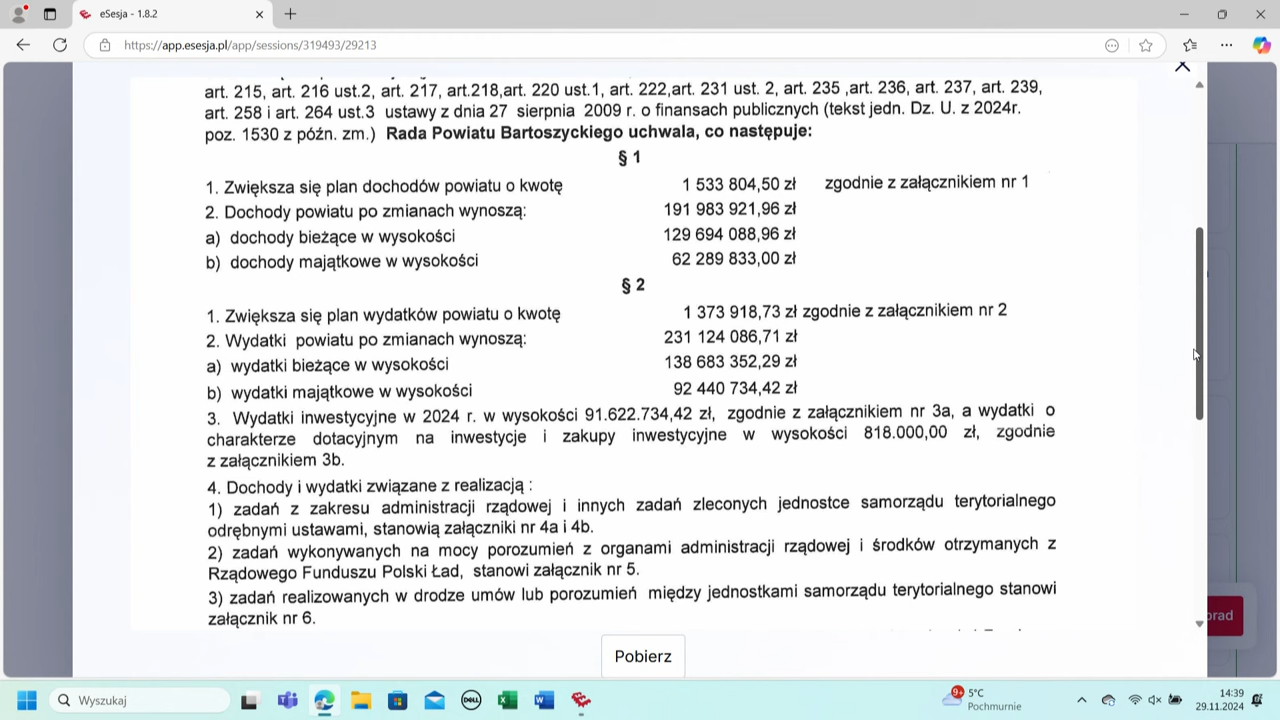 eSesja - 1.8.2
https://app.esesja.pl/app/sessions/319493/29213
art. 215, art. 216 ust.2, art. 217, art.218,art. 220 ust.1, art. 222,art. 231 ust. 2, art. 235 ,art. 236, art. 237, art. 239,
art. 258 i art. 264 ust.3 ustawy z dnia 27 sierpnia 2009 r. o finansach publicznych (tekst jedn. Dz. U. z 2024r.
poz. 1530 z późn. zm.) Rada Powiatu Bartoszyckiego uchwala, co następuje:
§ 1
1. Zwiększa się plan dochodów powiatu o kwotę 1 533 804,50 zł zgodnie z załącznikiem nr 1
2. Dochody powiatu po zmianach wynoszą: 191 983 921,96 zł
a) dochody bieżące w wysokości 129 694 088,96 zł
b) dochody majątkowe w wysokości 62 289 833,00 zł
§ 2
1. Zwiększa się plan wydatków powiatu o kwotę 1 373 918,73 zł zgodnie z załącznikiem nr 2
2. Wydatki powiatu po zmianach wynoszą: 231 124 086,71 zł
a) wydatki bieżące w wysokości 138 683 352,29 zł
b) wydatki majątkowe w wysokości 92 440 734,42 zł
3. Wydatki inwestycyjne w 2024 r. w wysokości 91.622.734,42 zł, zgodnie z załącznikiem nr 3a, a wydatki o
charakterze dotacyjnym na inwestycje i zakupy inwestycyjne w wysokości 818.000,00 zł, zgodnie
z załącznikiem 3b.
4. Dochody i wydatki związane z realizacją :
1) zadań z zakresu administracji rządowej i innych zadań zleconych jednostce samorządu terytorialnego
odrębnymi ustawami, stanowią załączniki nr 4a i 4b.
2) zadań wykonywanych na mocy porozumień z organami administracji rządowej i środków otrzymanych z
Rządowego Funduszu Polski Ład, stanowi załącznik nr 5.
3) zadań realizowanych w drodze umów lub porozumień między jednostkami samorządu terytorialnego stanowi
załącznik nr 6.
brad
Pobierz
Wyszukaj
DELL
9+
5°C
Pochmurnie
14:39
29.11.2024